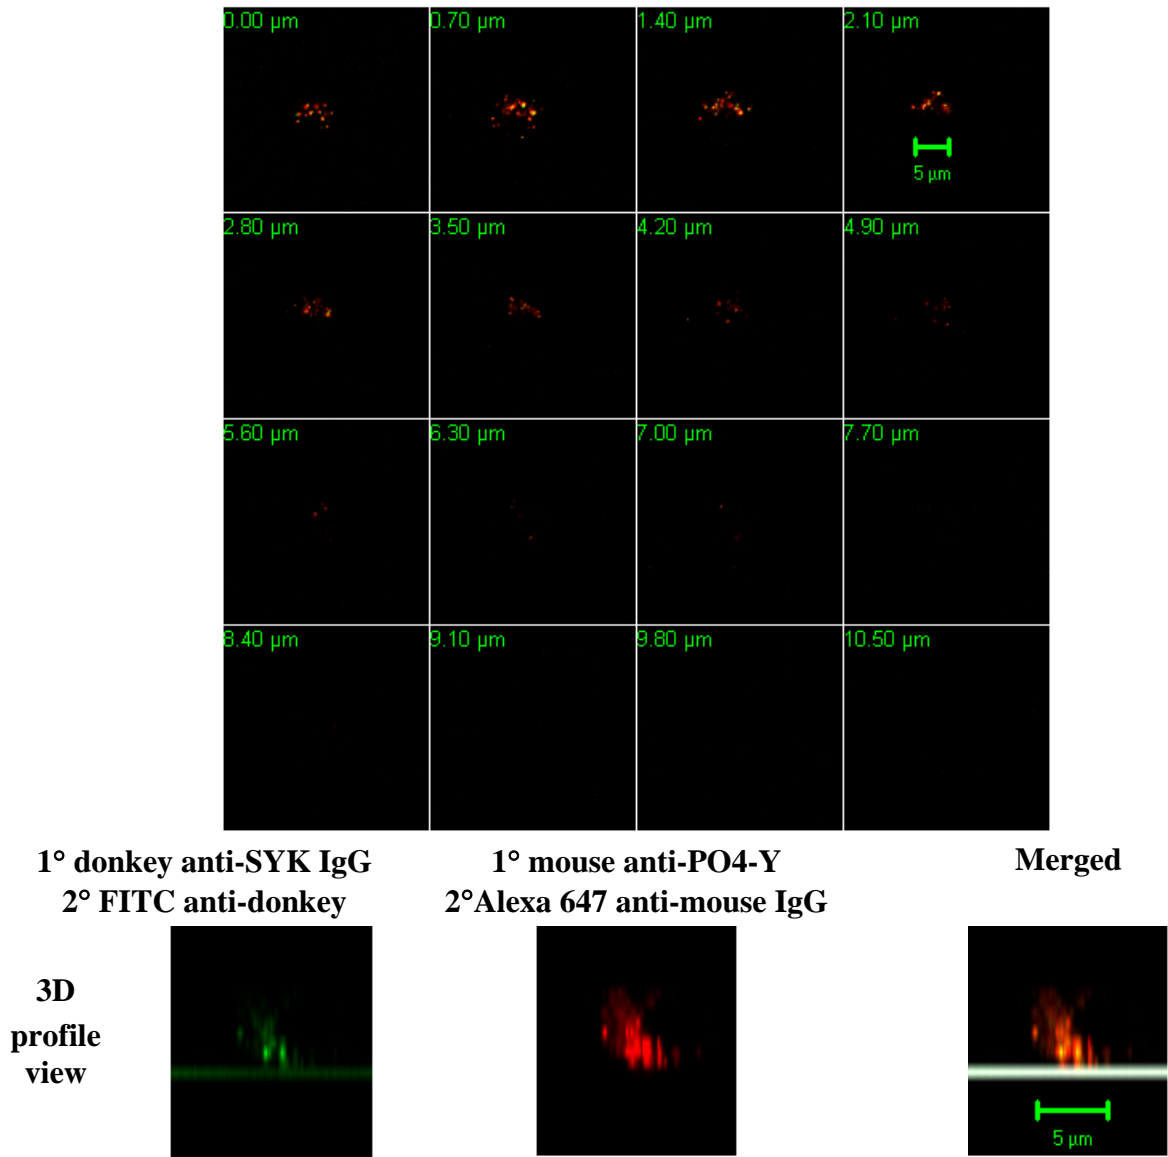 0.00 µm
0.70 µm
1.40 µm
2.10 µm
5 µm
2.80 µm
3.50 µm
4.20 µm
4.90 µm
5.60 µm
6.30 µm
7.00 µm
7.70 µm
8.40 µm
9.10 µm
9.80 µm
10.50 µm
1° donkey anti-SYK IgG
2° FITC anti-donkey
1° mouse anti-PO4-Y
2°Alexa 647 anti-mouse IgG
Merged
3D
profile
view
5 µm